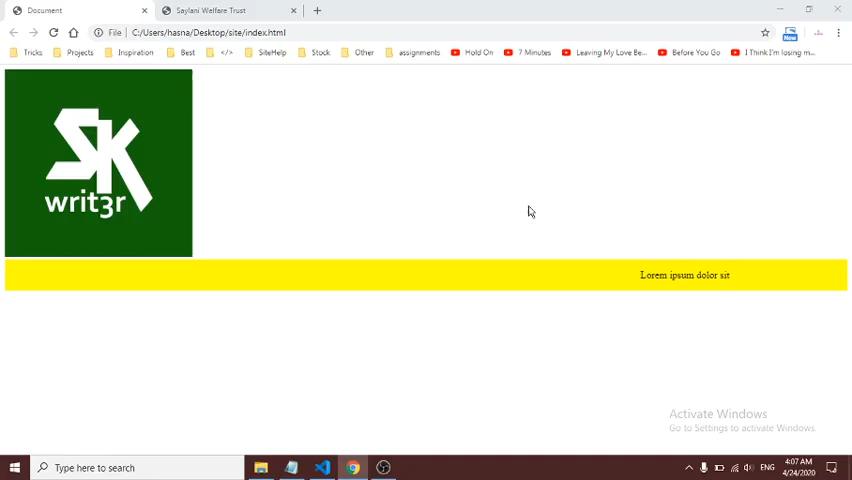 Document
Saylani Welfare Trust
File
C:/Users/hasna/Desktop/site/index.html
New
Tricks
Projects
Inspiration
Best
</>
SiteHelp
Stock
Other
assignments
Hold On
7 Minutes
Leaving My Love Be...
Before You Go
I Think I'm losing m...
SK
writ3r
Lorem ipsum dolor sit
Activate Windows
Go to Settings to activate Windows.
Type here to search
ENG
4:07 AM
4/24/2020